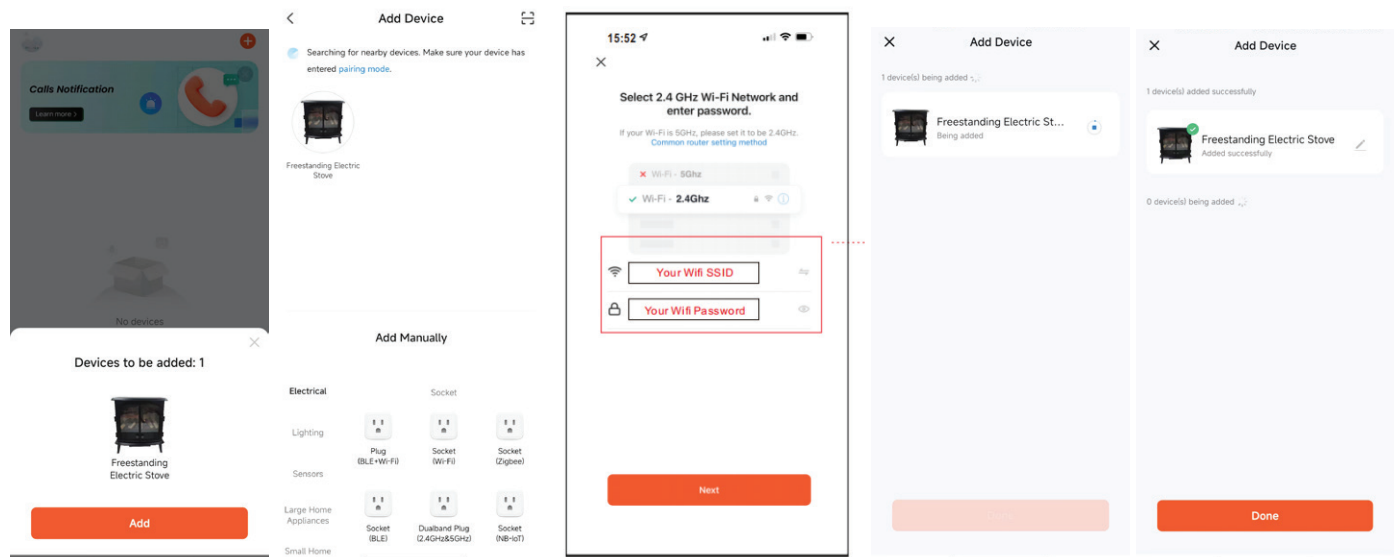 Calls Notification
Learn more >
No devices
Devices to be added: 1
Freestanding
Electric Stove
Add
Add Device
Searching for nearby devices. Make sure your device has
entered pairing mode.
Freestanding Electric
Stove
Add Manually
Electrical
Socket
Lighting
Plug
(BLE+Wi-Fi)
Socket
(Wi-Fi)
Socket
(Zigbee)
Sensors
Large Home
Appliances
Socket
(BLE)
Dualband Plug
(2.4GHz&5GHz)
Socket
(NB-IoT)
Small Home
15:52
Select 2.4 GHz Wi-Fi Network and
enter password.
If your Wi-Fi is 5GHz, please set it to be 2.4GHz.
Common router setting method
Wi-Fi - 5Ghz
Wi-Fi - 2.4Ghz
Your Wifi SSID
Your Wifi Password
Next
Add Device
1 device(s) being added
Freestanding Electric St...
Being added
Add Device
1 device(s) added successfully
Freestanding Electric Stove
Added successfully
0 device(s) being added
Done